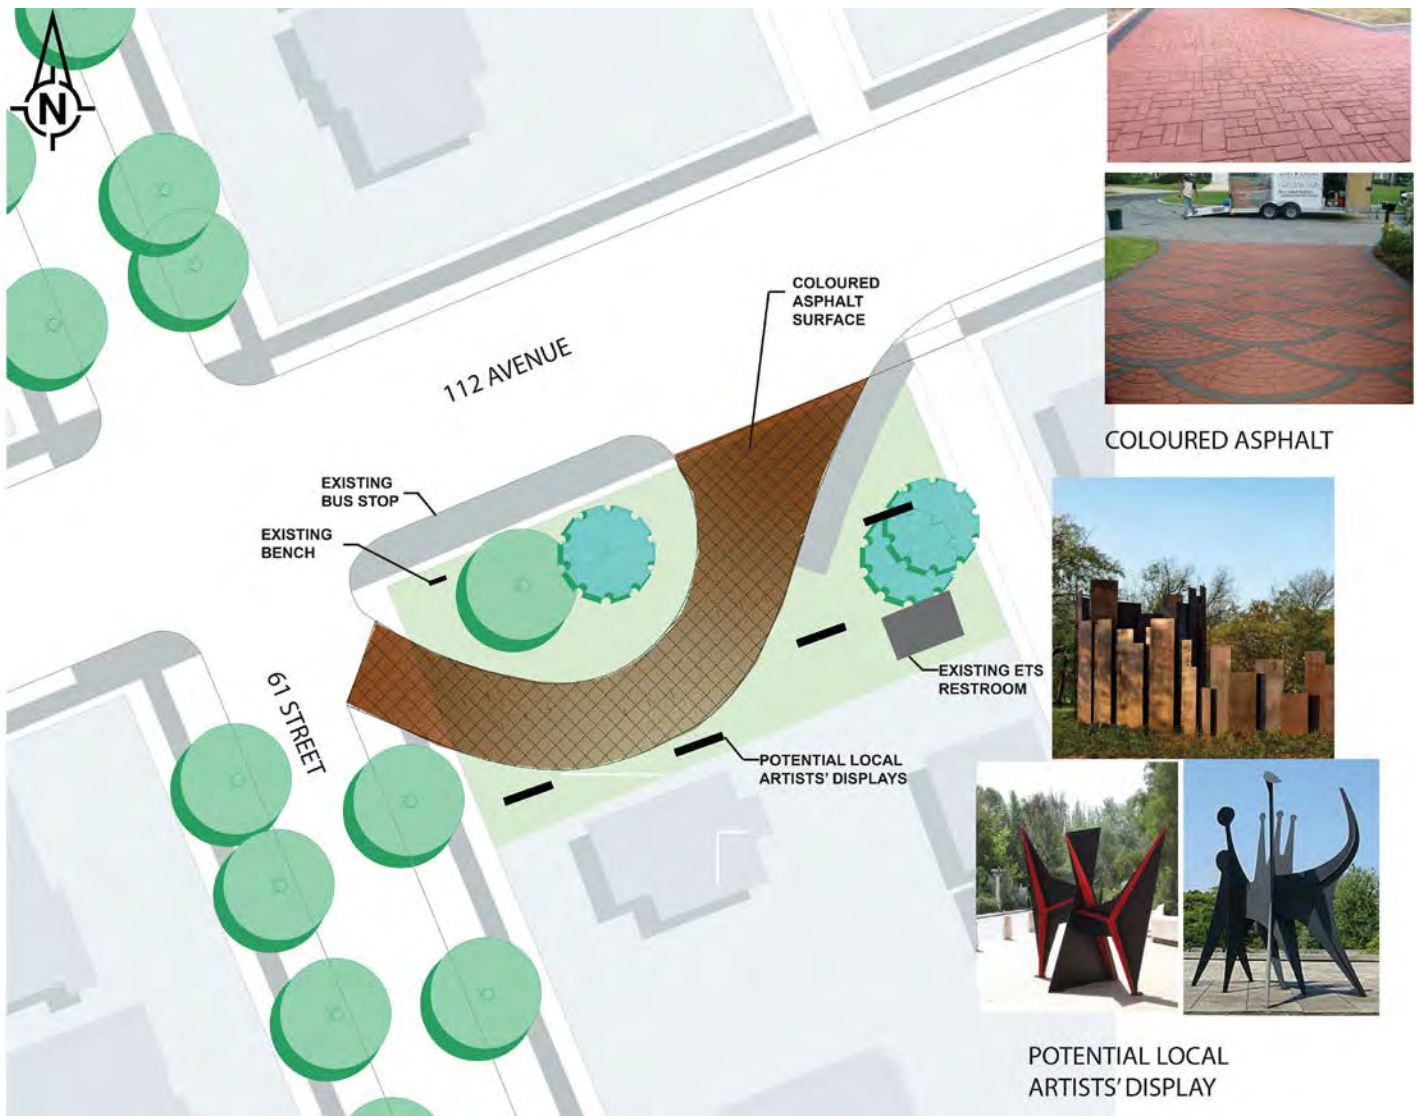 N
COLOURED
ASPHALT
SURFACE
112 AVENUE
COLOURED ASPHALT
EXISTING
BUS STOP
EXISTING
BENCH
61 STREET
EXISTING ETS
RESTROOM
POTENTIAL LOCAL
ARTISTS' DISPLAYS
POTENTIAL LOCAL
ARTISTS' DISPLAY